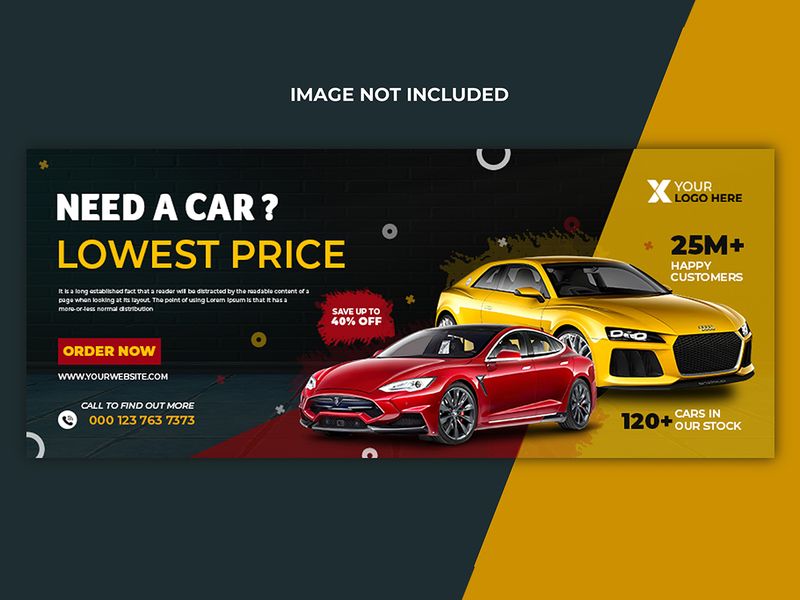 IMAGE NOT INCLUDED
NEED A CAR ?
LOWEST PRICE
It is a long established fact that a reader will be distracted by the readable content of a
page when looking at its layout. The point of using Lorem Ipsum is that it has a
more-or-less normal distribution
ORDER NOW
WWW.YOURWEBSITE.COM
CALL TO FIND OUT MORE
000 123 763 7373
SAVE UP TO
40% OFF
X YOUR
LOGO HERE
25M+
HAPPY
CUSTOMERS
120+ CARS IN
OUR STOCK